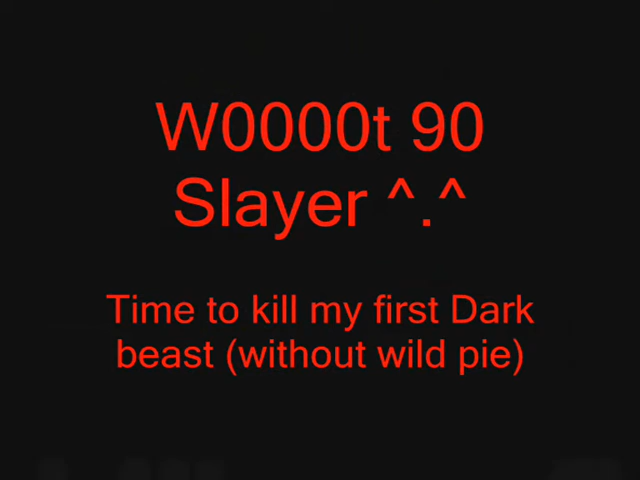 W0000t 90
Slayer ^.^
Time to kill my first Dark
beast (without wild pie)